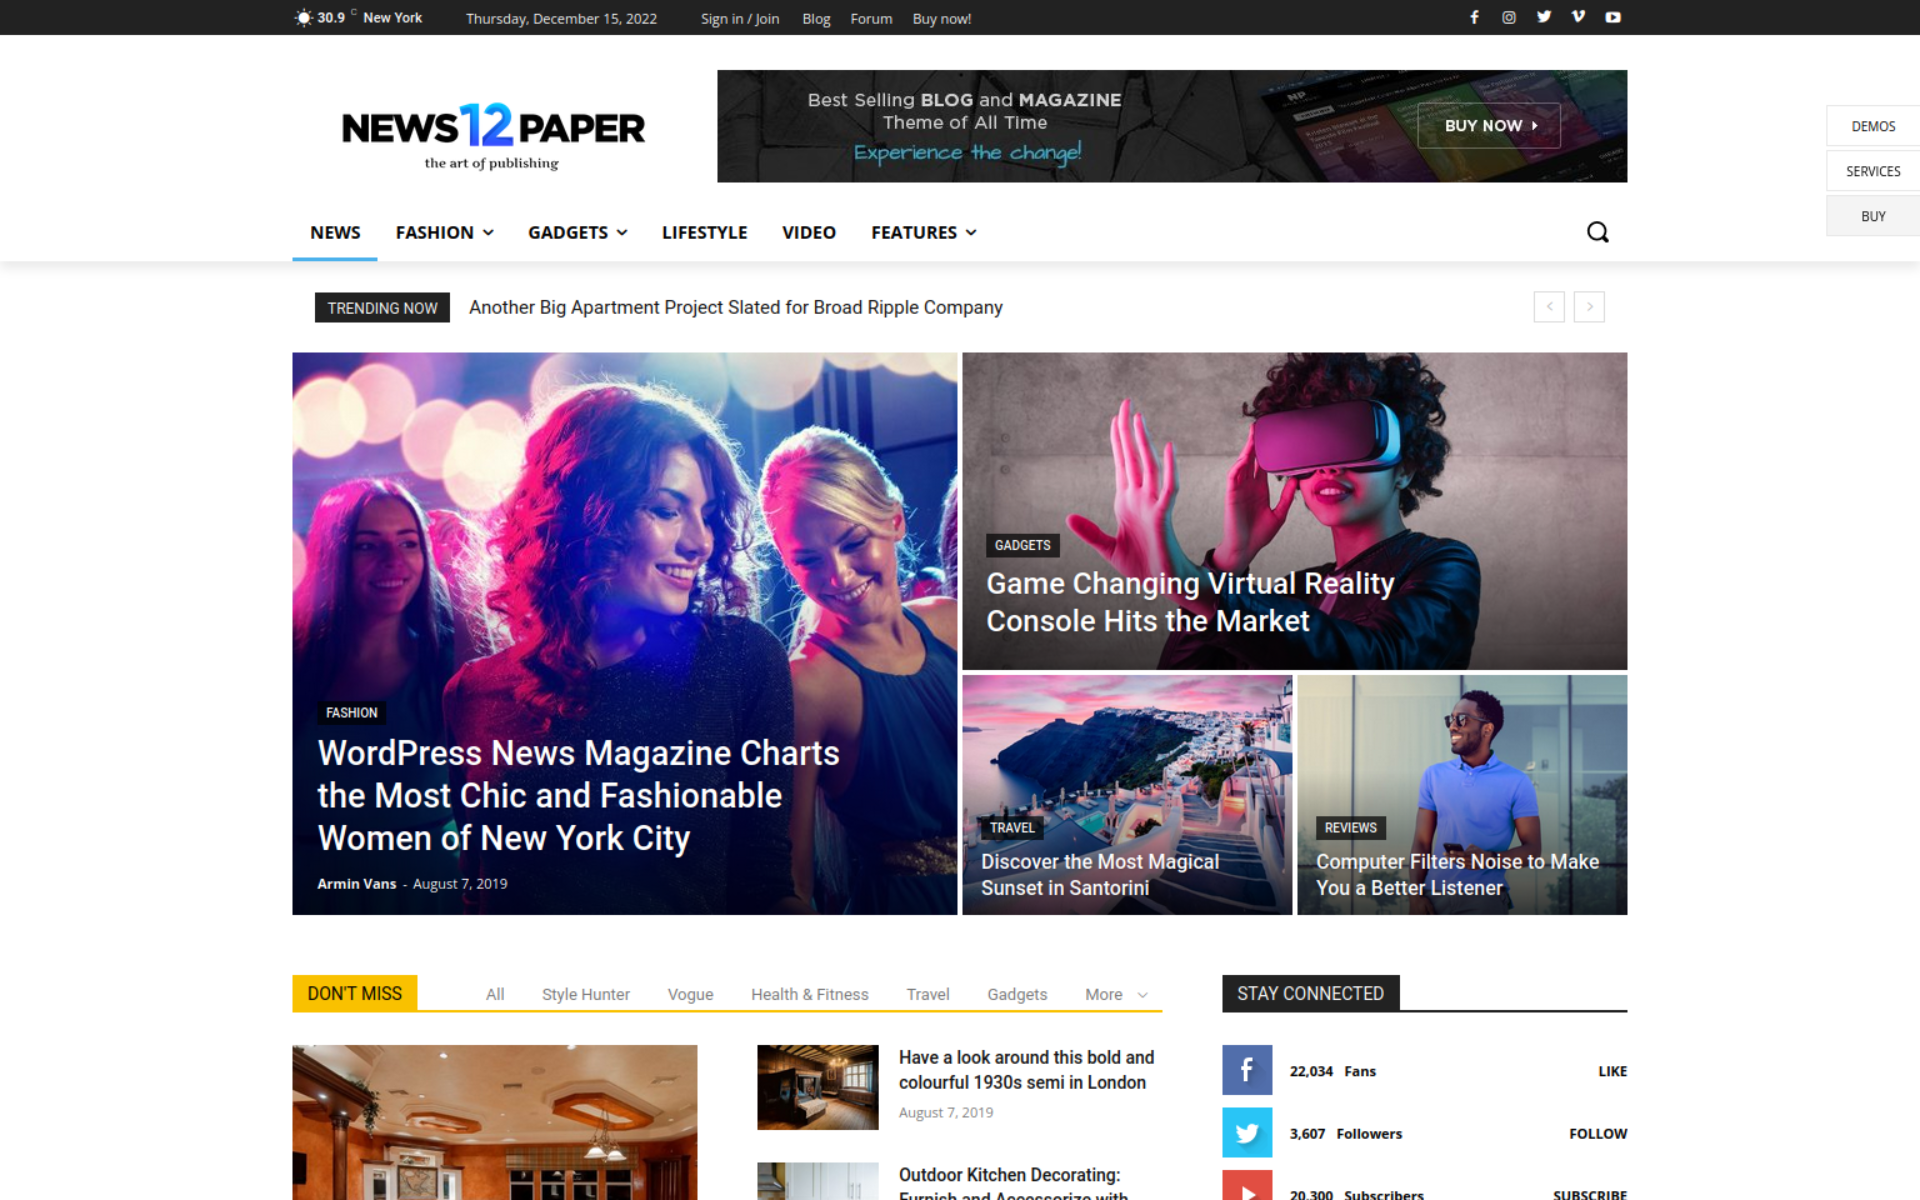 30.9 C New York Thursday, December 15, 2022 Sign in / Join Blog Forum Buy now!
NEWS12PAPER
the art of publishing
Best Selling BLOG and MAGAZINE
Theme of All Time
Experience the change!
NP
BUY NOW
DEMOS
SERVICES
BUY
NEWS FASHION GADGETS LIFESTYLE VIDEO FEATURES
TRENDING NOW Another Big Apartment Project Slated for Broad Ripple Company
FASHION
WordPress News Magazine Charts
the Most Chic and Fashionable
Women of New York City
Armin Vans - August 7, 2019
GADGETS
Game Changing Virtual Reality
Console Hits the Market
TRAVEL
Discover the Most Magical
Sunset in Santorini
REVIEWS
Computer Filters Noise to Make
You a Better Listener
DON'T MISS All Style Hunter Vogue Health & Fitness Travel Gadgets More
Have a look around this bold and
colourful 1930s semi in London
August 7, 2019
Outdoor Kitchen Decorating:
Furnish and Accessorize with
STAY CONNECTED
22,034 Fans LIKE
3,607 Followers FOLLOW
20,300 Subscribers SUBSCRIBE